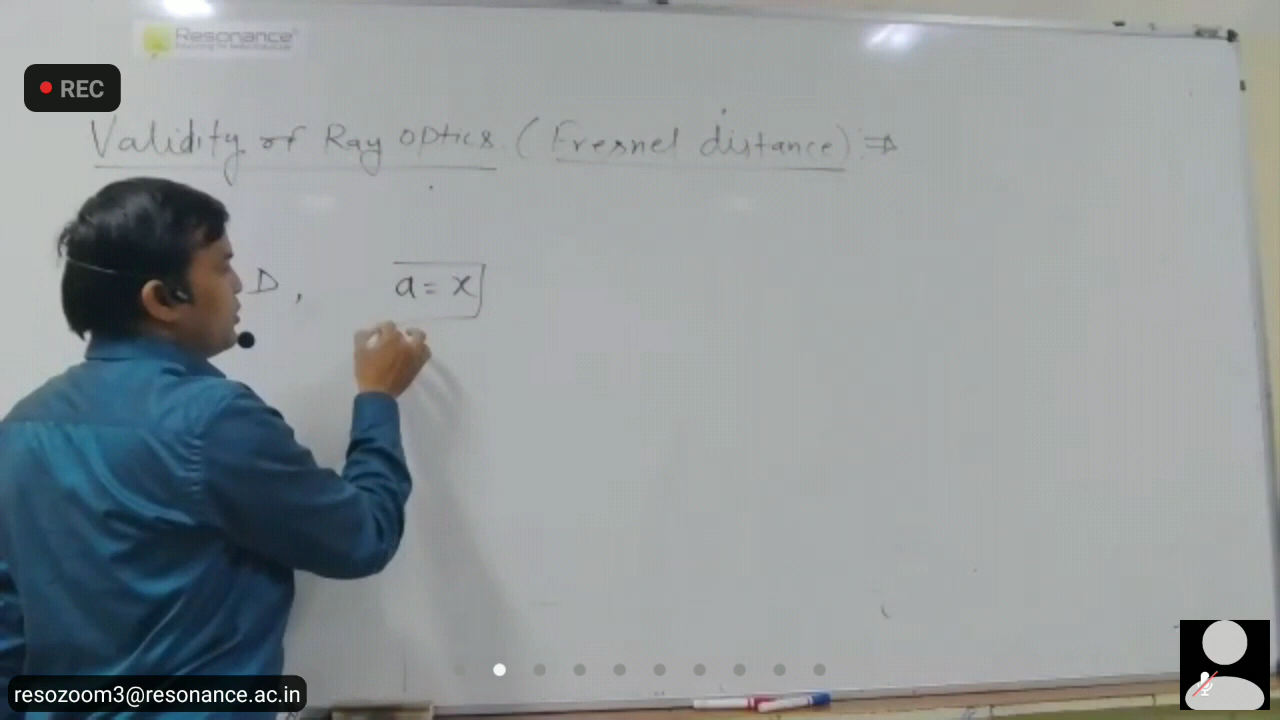 Resonance®
REC
Validity of Ray optics (Fresnel distance) ⇒
D, a = x
resozoom3@resonance.ac.in